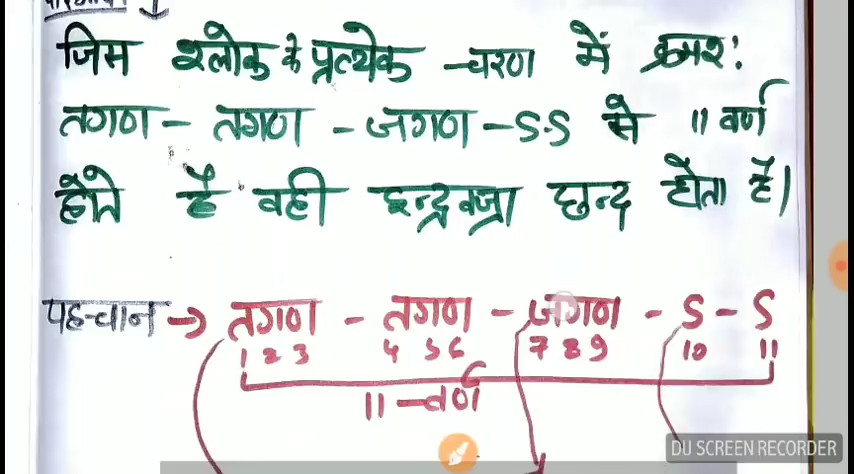 जिस श्लोक के प्रत्येक चरण में क्रमशः
तगण - तगण - जगण - S-S से 11 वर्ण
होते है वही इन्द्रवज्रा छन्द होता है।
पहचान → तगण - तगण - जगण - S - S
1 2 3 4 5 6 7 8 9 10 11
11 - वर्ण
DU SCREEN RECORDER